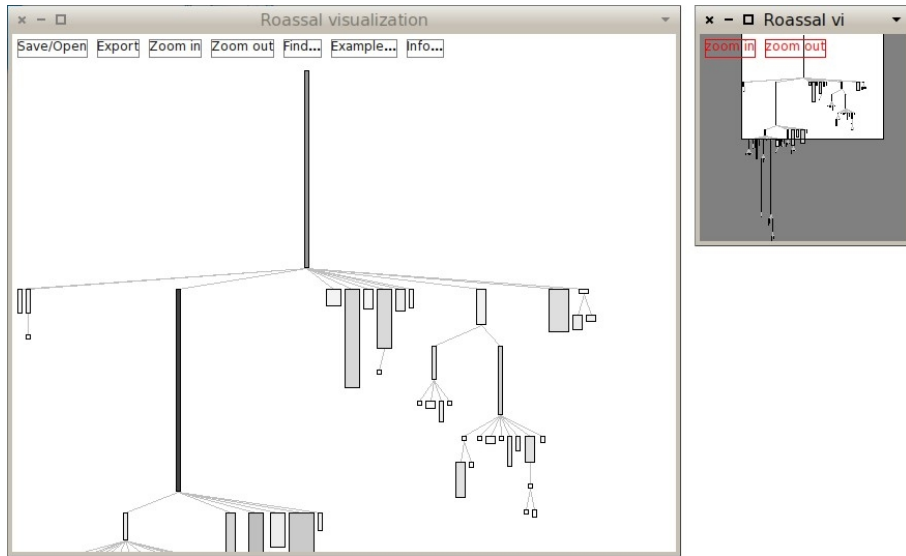 Roassal visualization
Save/Open Export Zoom in Zoom out Find... Example... Info...
Roassal vi
zoom in zoom out